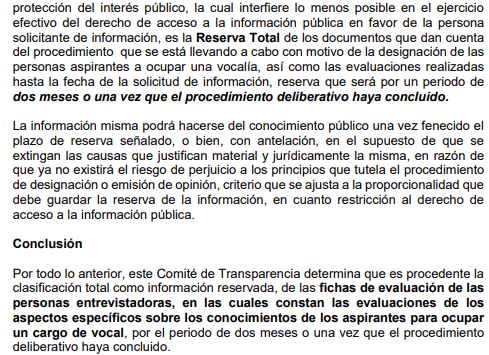 protección del interés público, la cual interfiere lo menos posible en el ejercicio
efectivo del derecho de acceso a la información pública en favor de la persona
solicitante de información, es la Reserva Total de los documentos que dan cuenta
del procedimiento que se está llevando a cabo con motivo de la designación de las
personas aspirantes a ocupar una vocalía, así como las evaluaciones realizadas
hasta la fecha de la solicitud de información, reserva que será por un periodo de
dos meses o una vez que el procedimiento deliberativo haya concluido.
La información misma podrá hacerse del conocimiento público una vez fenecido el
plazo de reserva señalado, o bien, con antelación, en el supuesto de que se
extingan las causas que justifican material y jurídicamente la misma, en razón de
que ya no existirá el riesgo de perjuicio a los principios que tutela el procedimiento
de designación o emisión de opinión, criterio que se ajusta a la proporcionalidad que
debe guardar la reserva de la información, en cuanto restricción al derecho de
acceso a la información pública.
Conclusión
Por todo lo anterior, este Comité de Transparencia determina que es procedente la
clasificación total como información reservada, de las fichas de evaluación de las
personas entrevistadoras, en las cuales constan las evaluaciones de los
aspectos específicos sobre los conocimientos de los aspirantes para ocupar
un cargo de vocal, por el periodo de dos meses o una vez que el procedimiento
deliberativo haya concluido.